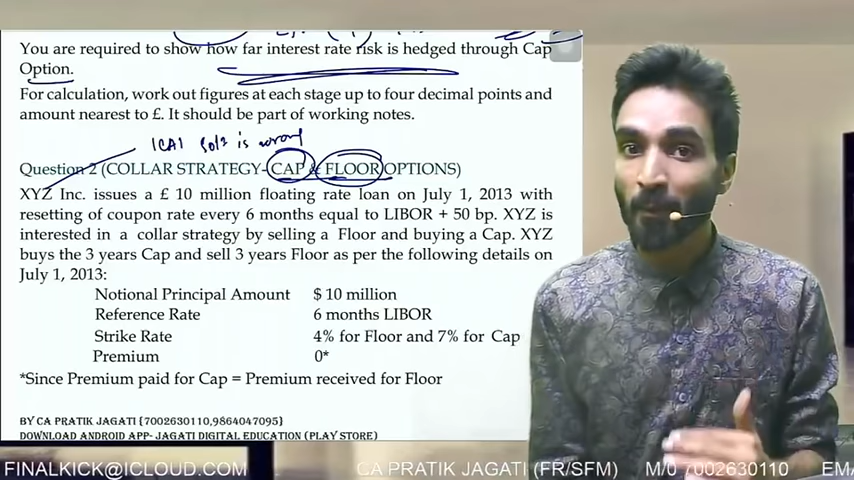 You are required to show how far interest rate risk is hedged through Cap
Option.
For calculation, work out figures at each stage up to four decimal points and
amount nearest to £. It should be part of working notes.
ICAI soln is wrong
Question 2 (COLLAR STRATEGY- CAP & FLOOR OPTIONS)
XYZ Inc. issues a £ 10 million floating rate loan on July 1, 2013 with
resetting of coupon rate every 6 months equal to LIBOR + 50 bp. XYZ is
interested in a collar strategy by selling a Floor and buying a Cap. XYZ
buys the 3 years Cap and sell 3 years Floor as per the following details on
July 1, 2013:
Notional Principal Amount $ 10 million
Reference Rate 6 months LIBOR
Strike Rate 4% for Floor and 7% for Cap
Premium 0*
*Since Premium paid for Cap = Premium received for Floor
BY CA PRATIK JAGATI {7002630110,9864047095}
DOWNLOAD ANDROID APP- JAGATI DIGITAL EDUCATION (PLAY STORE)
FINALKICK@ICLOUD.COM CA PRATIK JAGATI (FR/SFM) M/0 7002630110 EMA